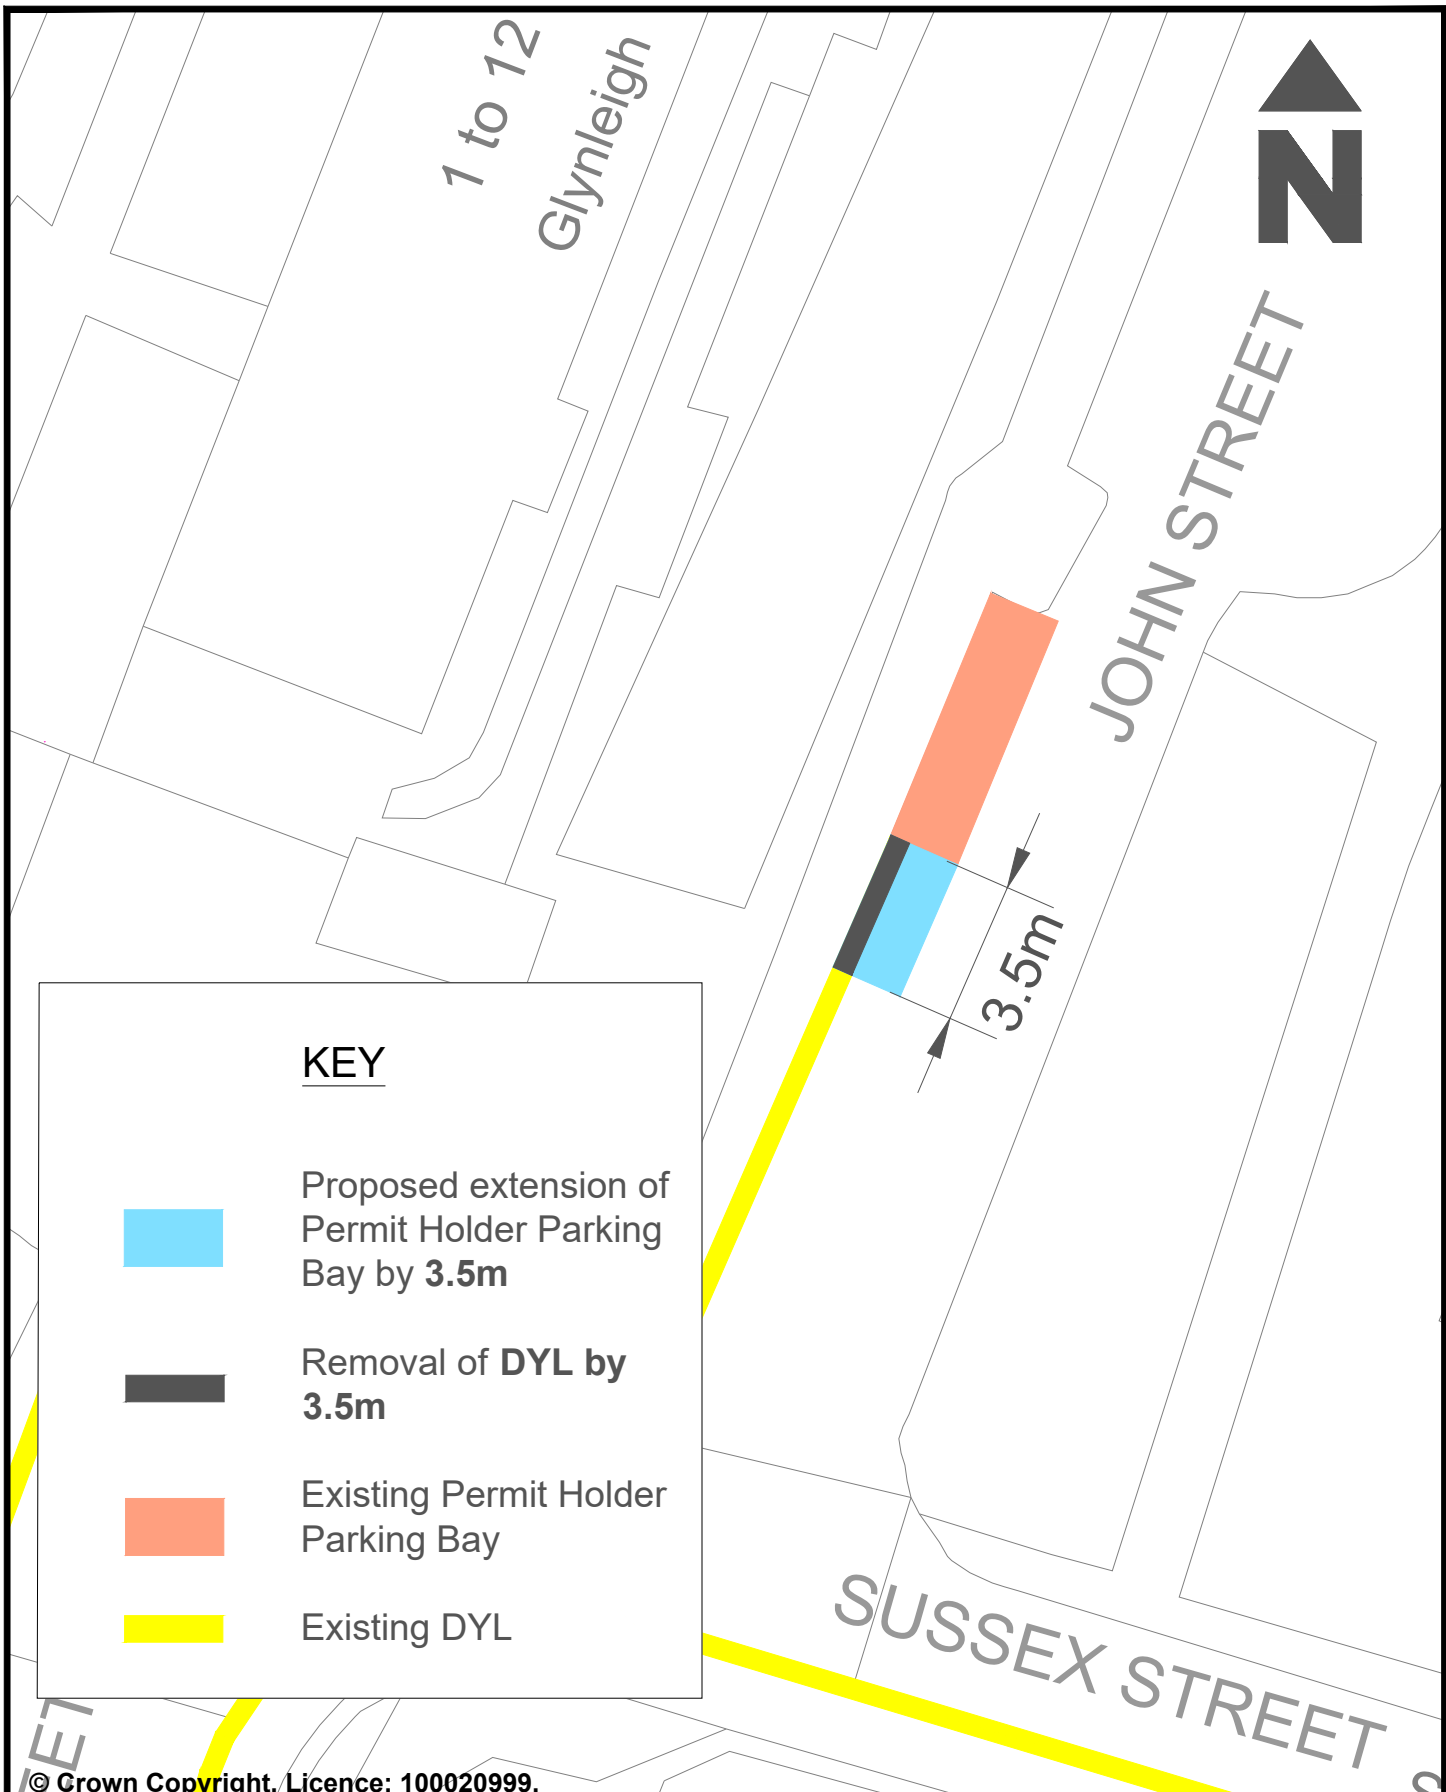 1 to 12
Glynleigh
N
JOHN STREET
3.5m
KEY
Proposed extension of
Permit Holder Parking
Bay by 3.5m
Removal of DYL by
3.5m
Existing Permit Holder
Parking Bay
Existing DYL
SUSSEX STREET
© Crown Copyright. Licence: 100020999.